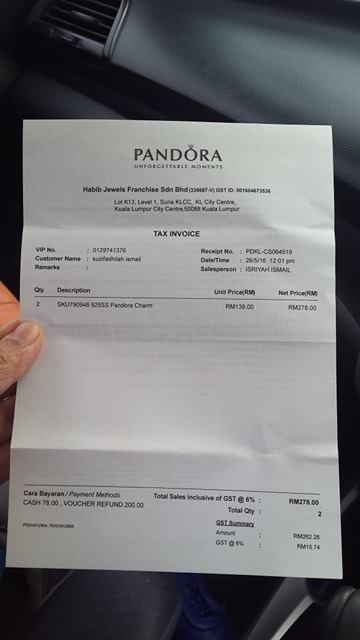 PANDORA
UNFORGETTABLE MOMENTS
Habib Jewels Franchise Sdn Bhd (335667-V) GST ID: 001604673536
Lot K13, Level 1, Suria KLCC,, KL City Centre,,
Kuala Lumpur City Centre,50088 Kuala Lumpur
TAX INVOICE
VIP No. : 0129741376 Receipt No. : PDKL-CS064519
Customer Name : suzifadhilah ismail Date/Time : 26/5/16 12.01 pm
Remarks : Salesperson : ISRIYAH ISMAIL
Qty Description Unit Price(RM) Net Price(RM)
2 SKU790948 925SS Pandora Charm RM139.00 RM278.00
Cara Bayaran / Payment Methods Total Sales inclusive of GST @ 6% : RM278.00
CASH 78.00 , VOUCHER REFUND 200.00 Total Qty : 2
GST Summary
Amount : RM262.26
GST @ 6% : RM15.74